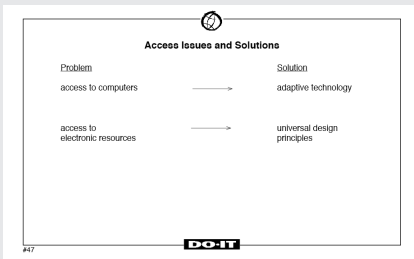 Access Issues and Solutions
Problem
Solution
access to computers
adaptive technology
access to
electronic resources
universal design
principles
DO-IT
#47